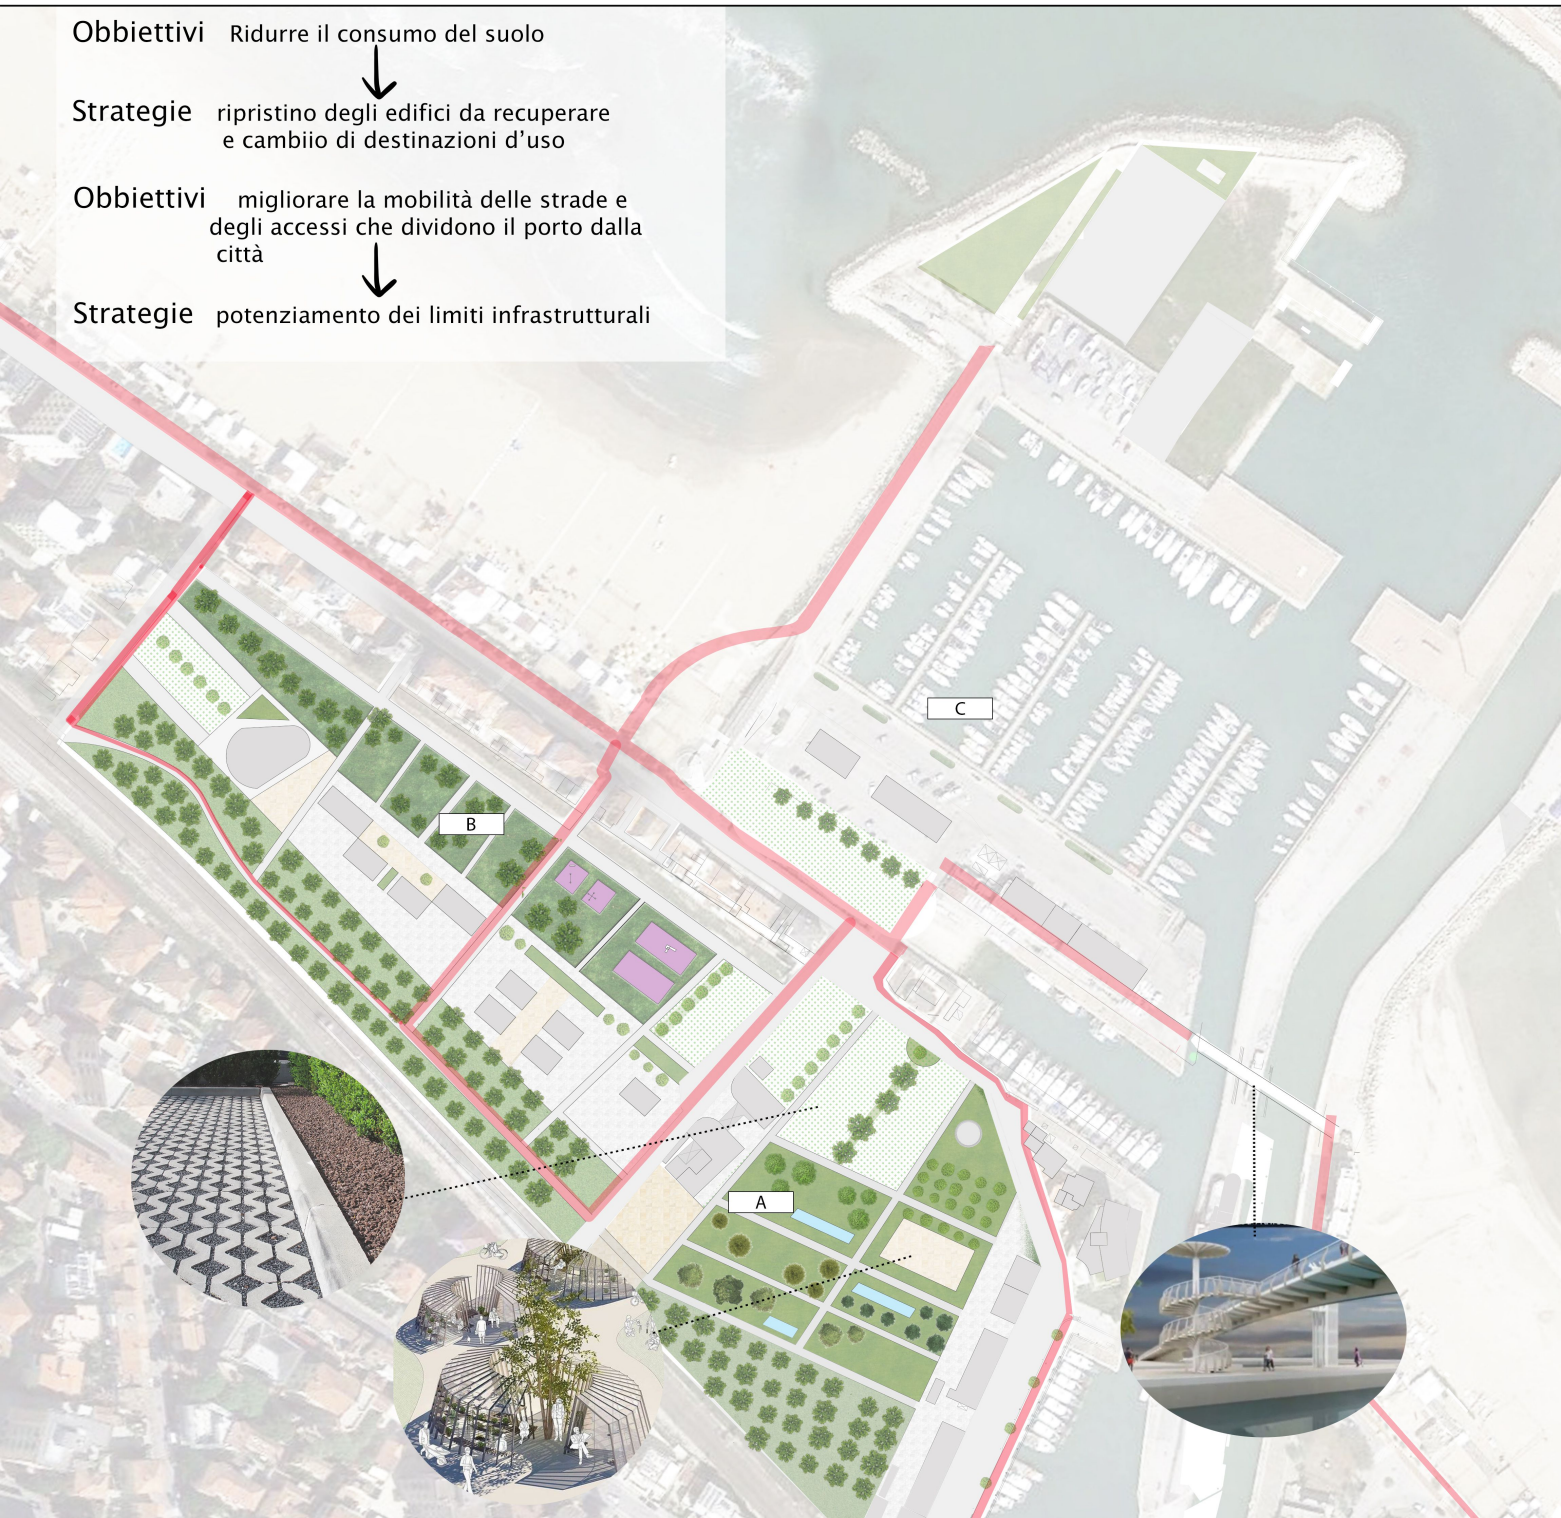 Obbiettivi Ridurre il consumo del suolo
Strategie ripristino degli edifici da recuperare
e cambiio di destinazioni d'uso
Obbiettivi migliorare la mobilità delle strade e
degli accessi che dividono il porto dalla
città
Strategie potenziamento dei limiti infrastrutturali
C
B
A